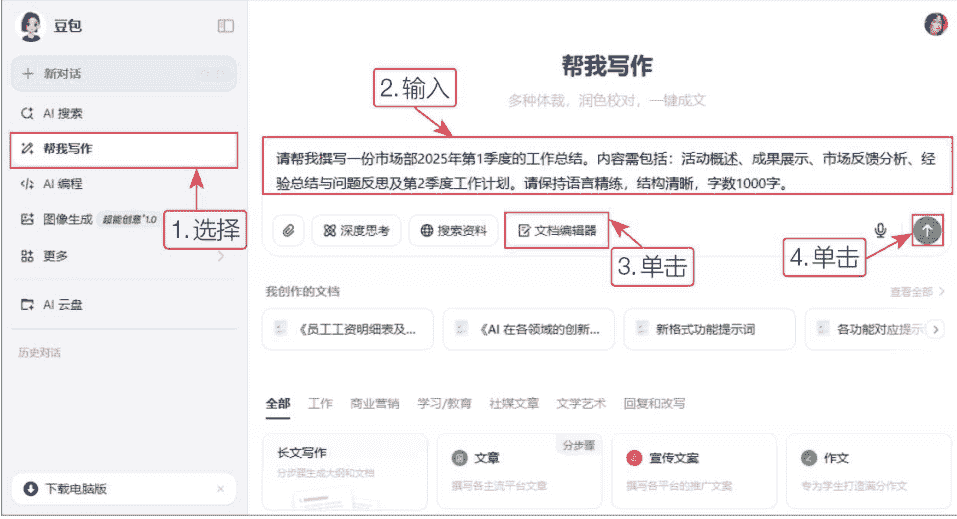 豆包
新对话
AI 搜索
帮我写作
AI 编程
图像生成 超能创意1.0
更多
AI 云盘
历史对话
下载电脑版
1.选择
帮我写作
多种体裁，润色校对，一键成文
2.输入
请帮我撰写一份市场部2025年第1季度的工作总结。内容需包括：活动概述、成果展示、市场反馈分析、经
验总结与问题反思及第2季度工作计划。请保持语言精练，结构清晰，字数1000字。
深度思考
搜索资料
文档编辑器
3.单击
4.单击
我创作的文档
查看全部
《员工工资明细表及...
《AI 在各领域的创新...
新格式功能提示词
各功能对应提示
全部 工作 商业营销 学习/教育 社媒文章 文学艺术 回复和改写
长文写作
分步骤生成大纲和文档
分步骤
文章
撰写各主流平台文章
宣传文案
撰写各平台的推广文案
作文
专为学生打造满分作文